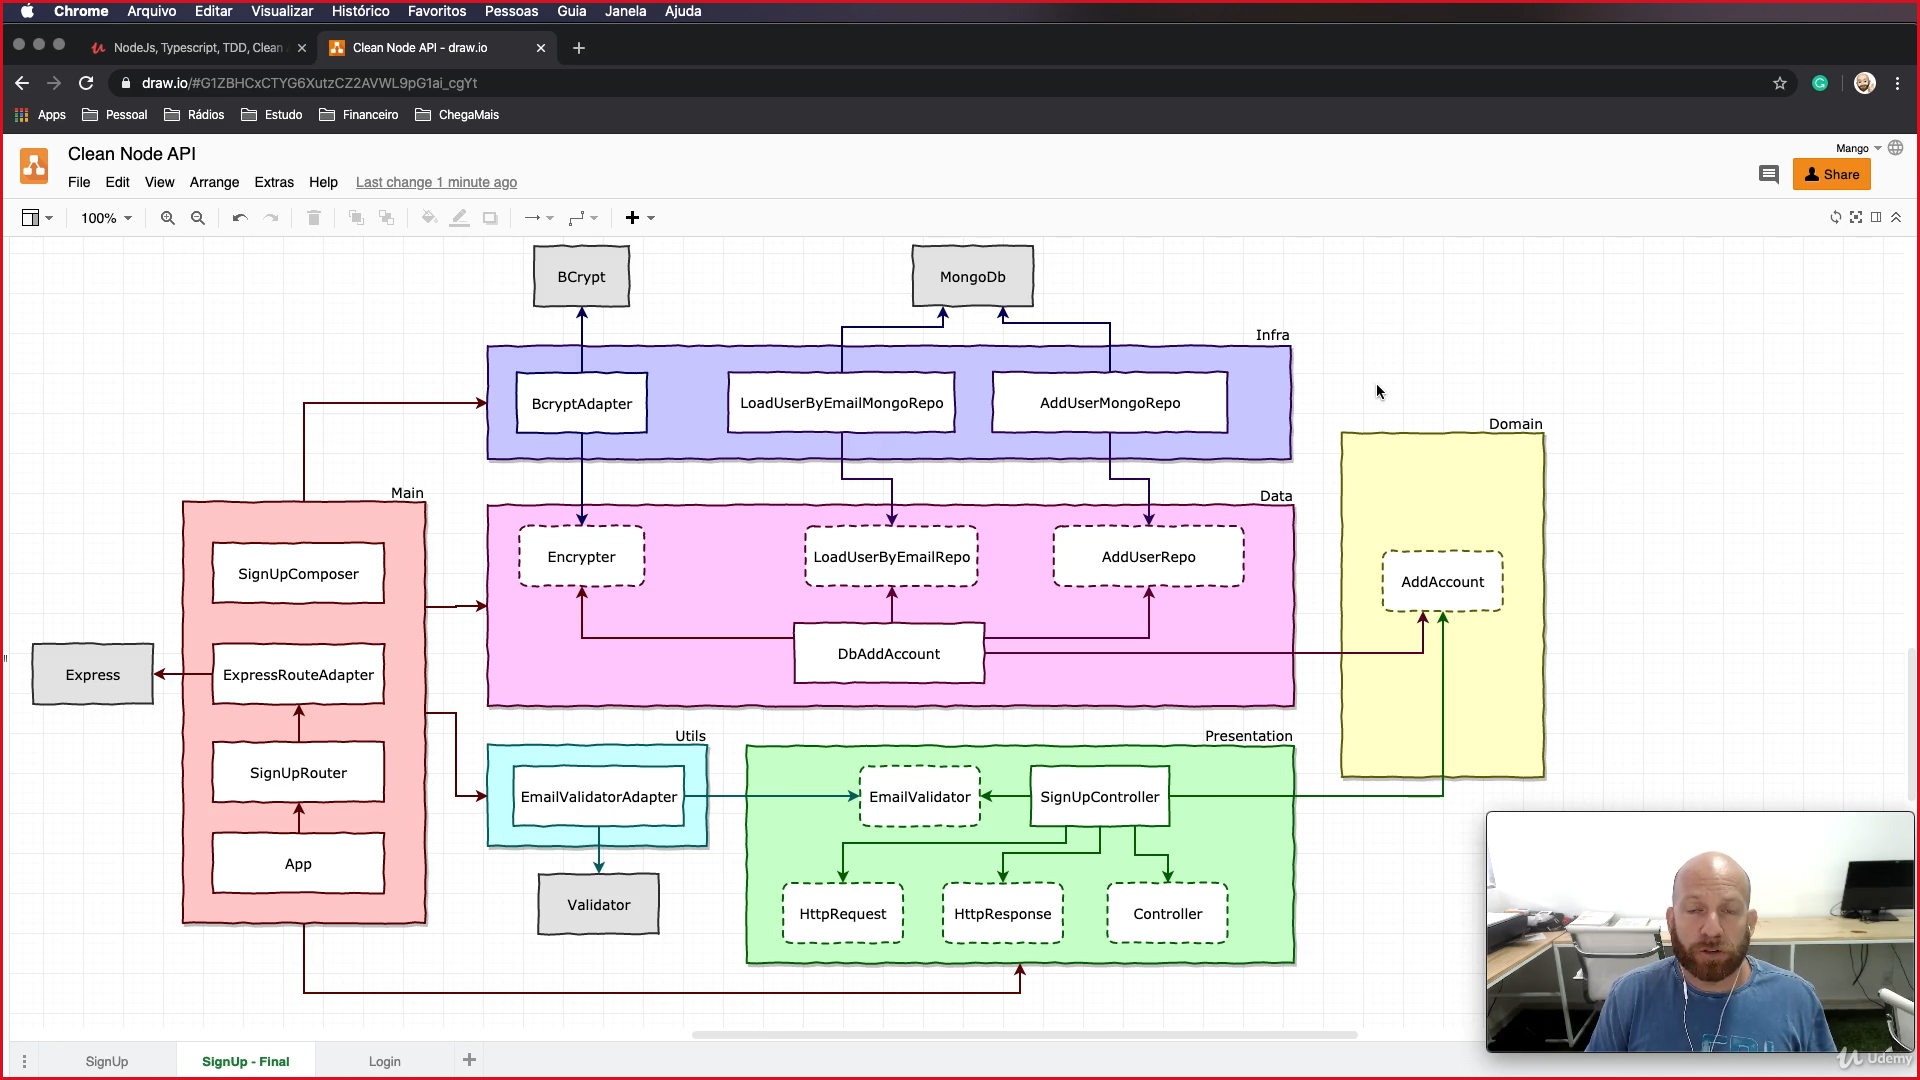 Chrome Arquivo Editar Visualizar Histórico Favoritos Pessoas Guia Janela Ajuda
NodeJs, Typescript, TDD, Clean
Clean Node API - draw.io
draw.io/#G1ZBHCxCTYG6XutzCZ2AVWL9pG1ai_cgYt
Apps Pessoal Rádios Estudo Financeiro ChegaMais
Clean Node API
Mango
File Edit View Arrange Extras Help Last change 1 minute ago
Share
100%
BCrypt
MongoDb
Infra
BcryptAdapter
LoadUserByEmailMongoRepo
AddUserMongoRepo
Domain
Main
Data
Encrypter
LoadUserByEmailRepo
AddUserRepo
SignUpComposer
AddAccount
DbAddAccount
Express
ExpressRouteAdapter
Utils
Presentation
SignUpRouter
EmailValidatorAdapter
EmailValidator
SignUpController
App
Validator
HttpRequest
HttpResponse
Controller
SignUp
SignUp - Final
Login
Udemy